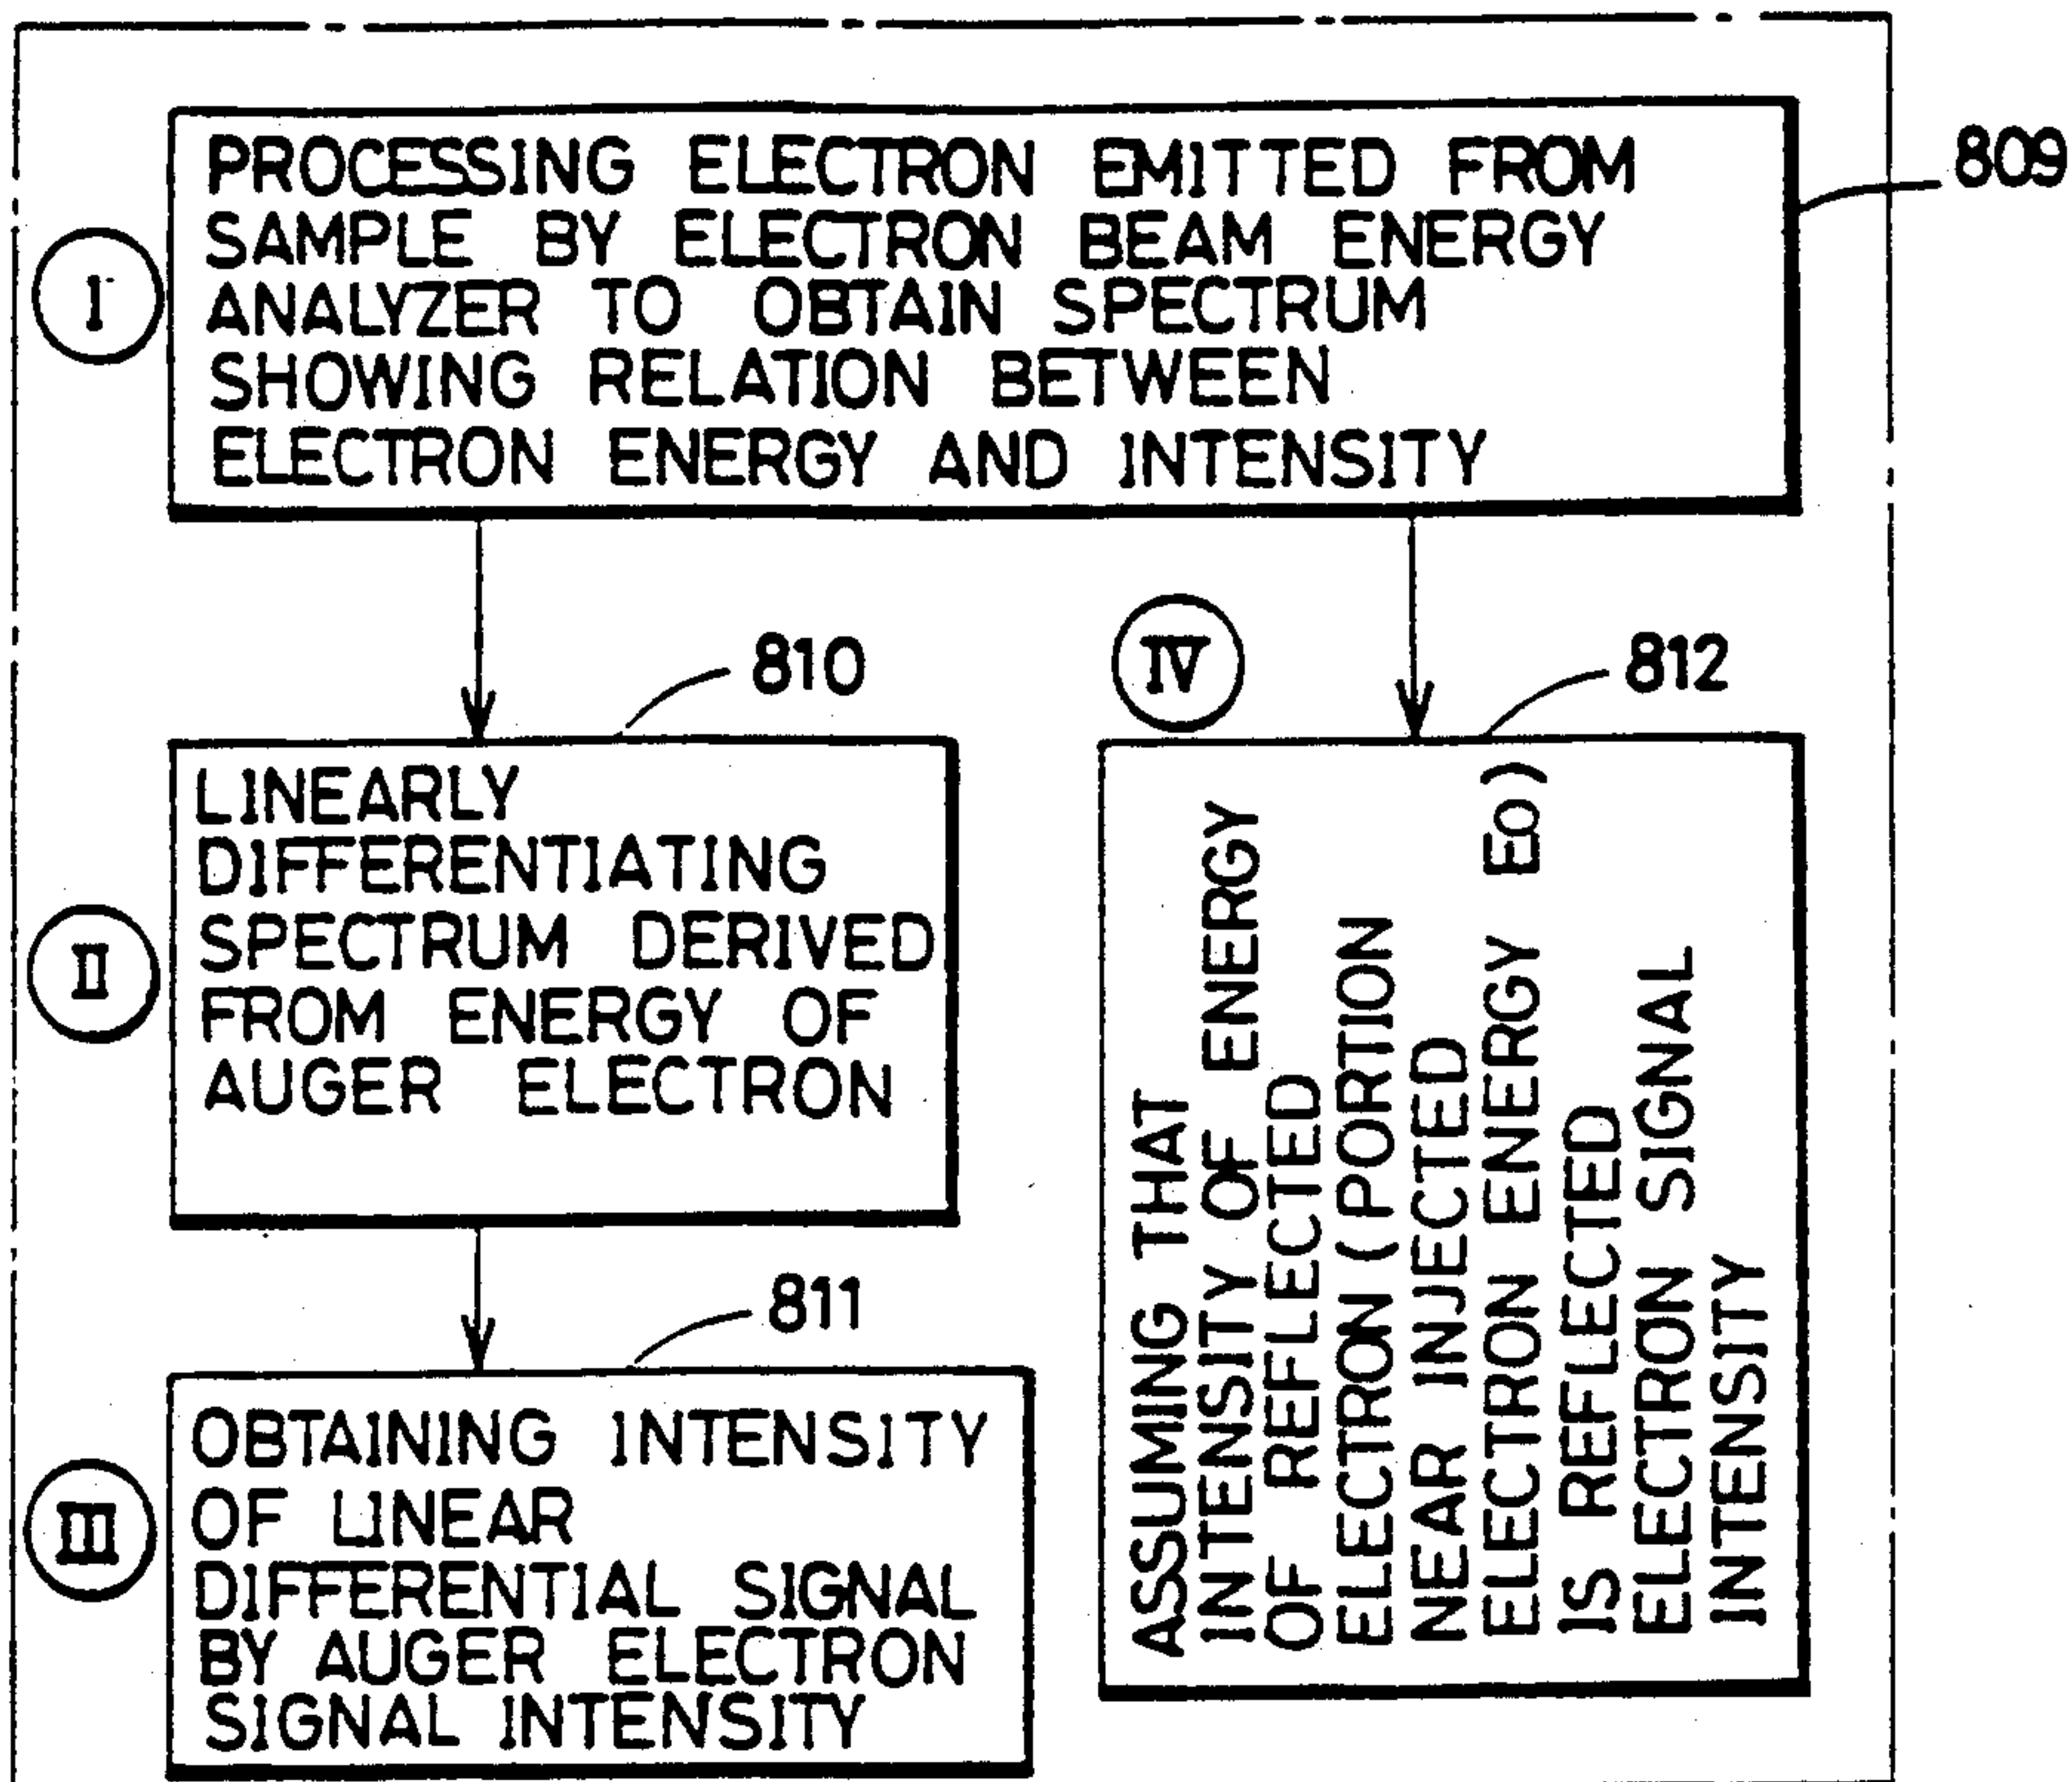 PROCESSING ELECTRON EMITTED FROM
SAMPLE BY ELECTRON BEAM ENERGY
ANALYZER TO OBTAIN SPECTRUM
SHOWING RELATION BETWEEN
ELECTRON ENERGY AND INTENSITY
809
I
810
LINEARLY
DIFFERENTIATING
SPECTRUM DERIVED
FROM ENERGY OF
AUGER ELECTRON
II
811
OBTAINING INTENSITY
OF LINEAR
DIFFERENTIAL SIGNAL
BY AUGER ELECTRON
SIGNAL INTENSITY
III
IV
812
ASSUMING THAT
INTENSITY OF ENERGY
OF REFLECTED
ELECTRON (PORTION
NEAR INJECTED
ELECTRON ENERGY E0)
IS REFLECTED
ELECTRON SIGNAL
INTENSITY